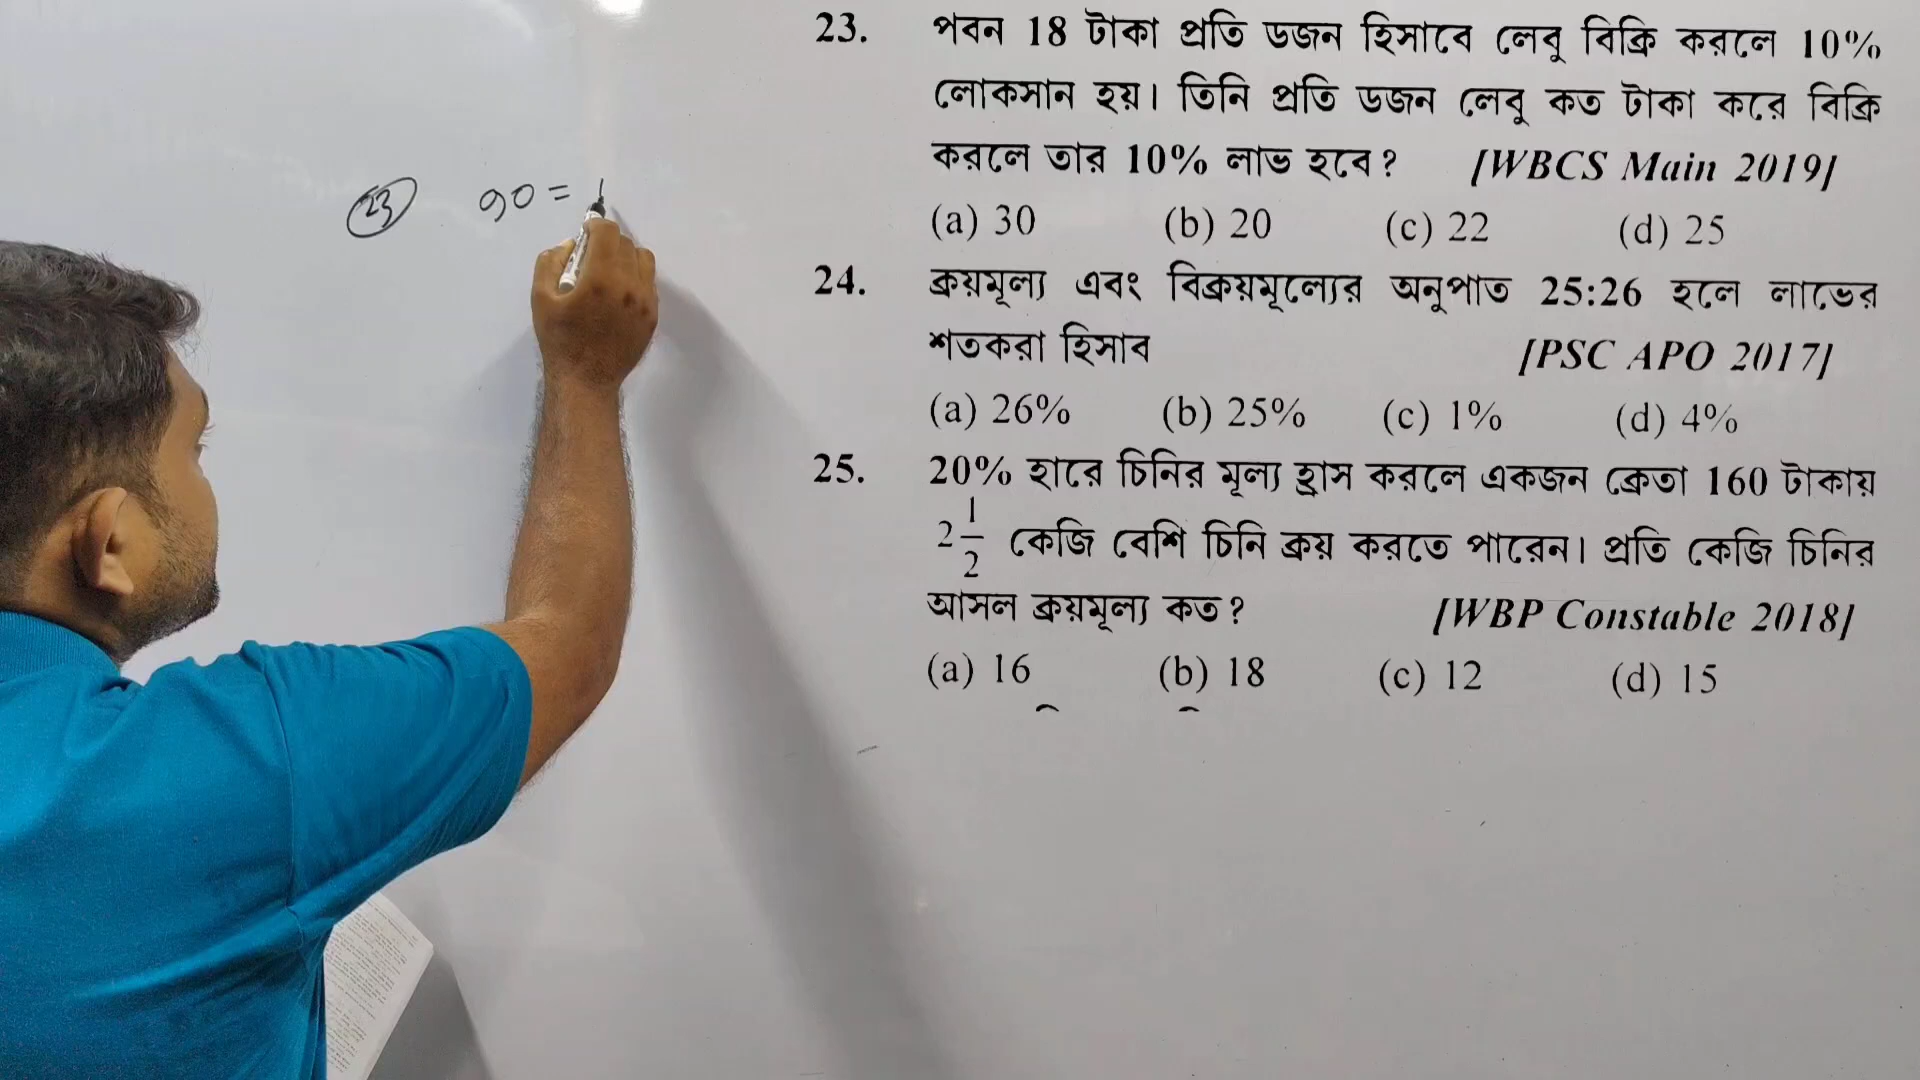 23. পবন 18 টাকা প্রতি ডজন হিসাবে লেবু বিক্রি করলে 10%
লোকসান হয়। তিনি প্রতি ডজন লেবু কত টাকা করে বিক্রি
করলে তার 10% লাভ হবে? [WBCS Main 2019]
(a) 30 (b) 20 (c) 22 (d) 25
24. ক্রয়মূল্য এবং বিক্রয়মূল্যের অনুপাত 25:26 হলে লাভের
শতকরা হিসাব [PSC APO 2017]
(a) 26% (b) 25% (c) 1% (d) 4%
25. 20% হারে চিনির মূল্য হ্রাস করলে একজন ক্রেতা 160 টাকায়
2 1/2 কেজি বেশি চিনি ক্রয় করতে পারেন। প্রতি কেজি চিনির
আসল ক্রয়মূল্য কত? [WBP Constable 2018]
(a) 16 (b) 18 (c) 12 (d) 15
23 90 = 1